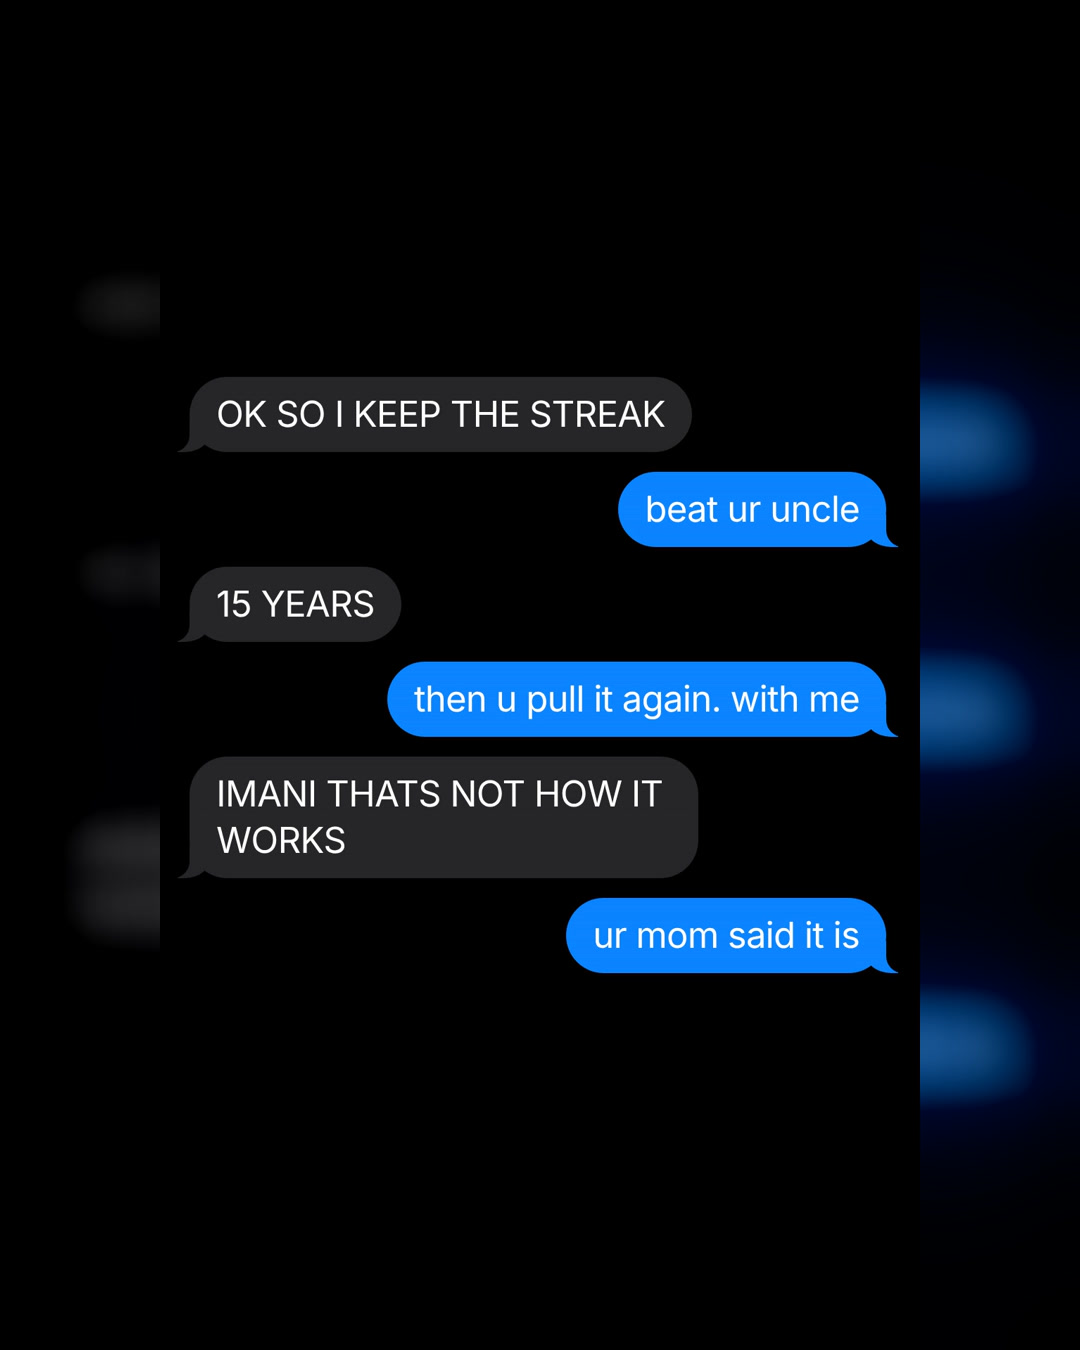 OK SO I KEEP THE STREAK
beat ur uncle
15 YEARS
then u pull it again. with me
IMANI THATS NOT HOW IT
WORKS
ur mom said it is